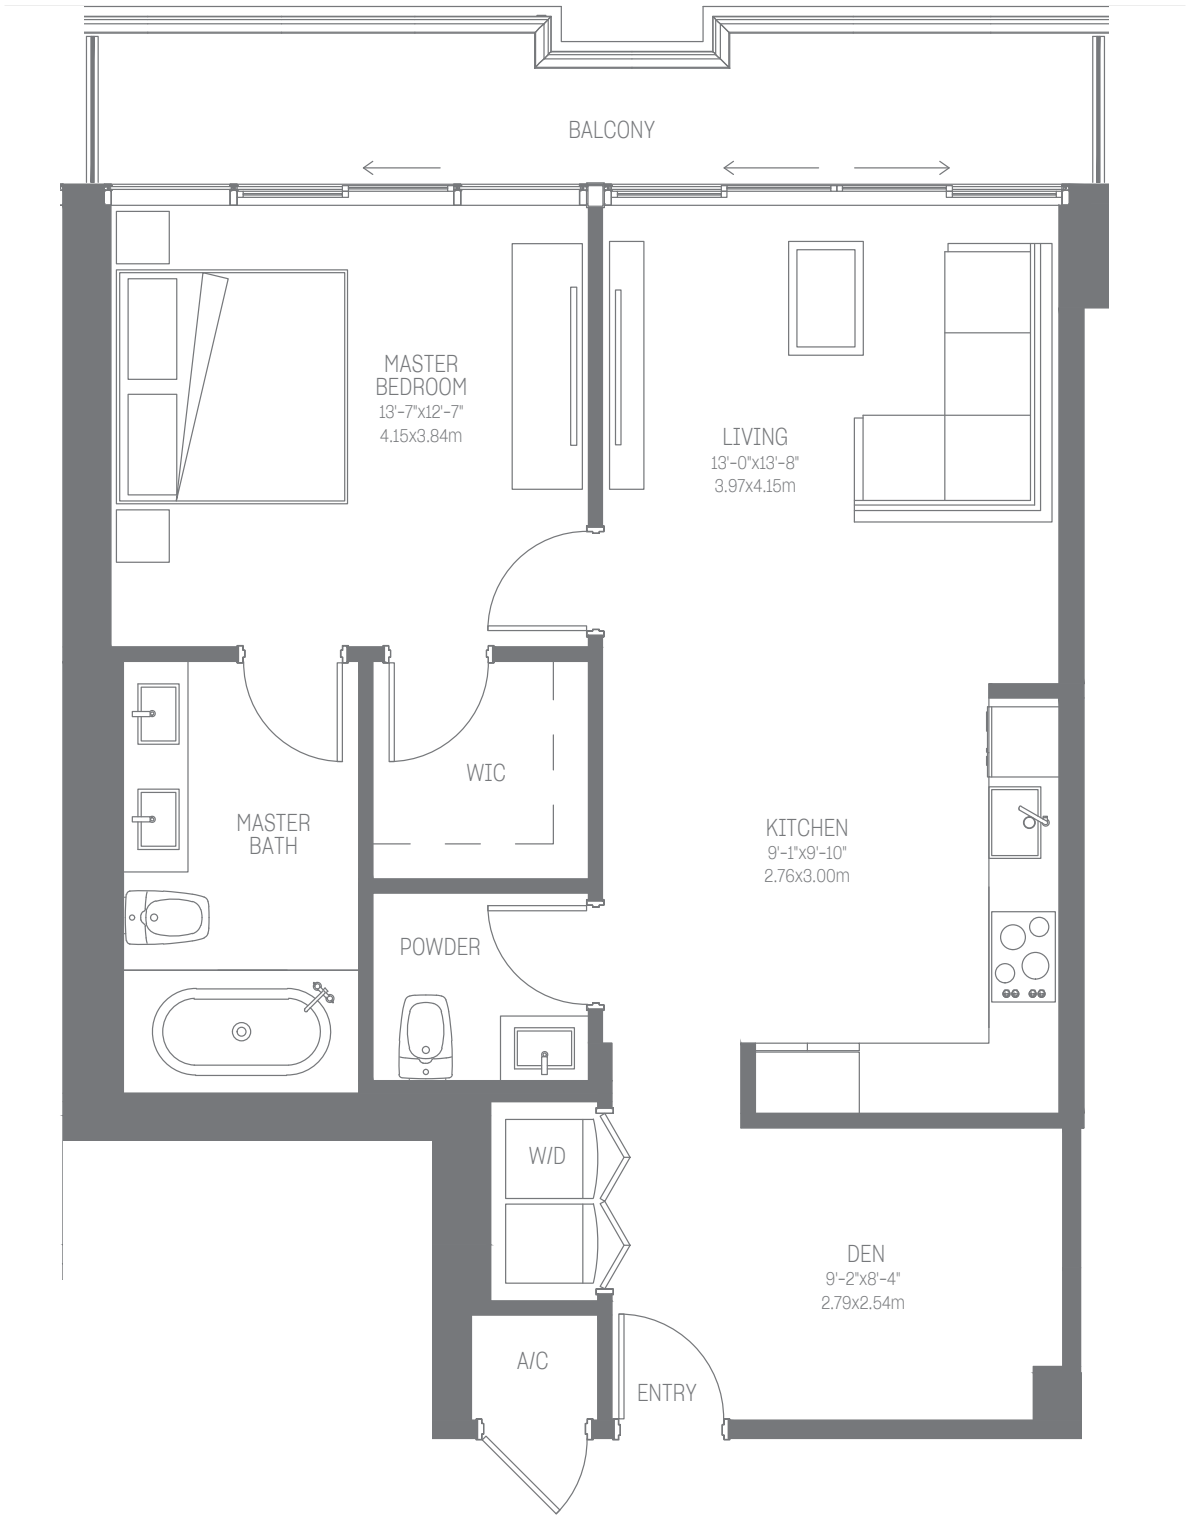 BALCONY
MASTER
BEDROOM
13'-7"x12'-7"
4.15x3.84m
LIVING
13'-0"x13'-8"
3.97x4.15m
WIC
MASTER
BATH
KITCHEN
9'-1"x9'-10"
2.76x3.00m
POWDER
W/D
DEN
9'-2"x8'-4"
2.79x2.54m
A/C
ENTRY